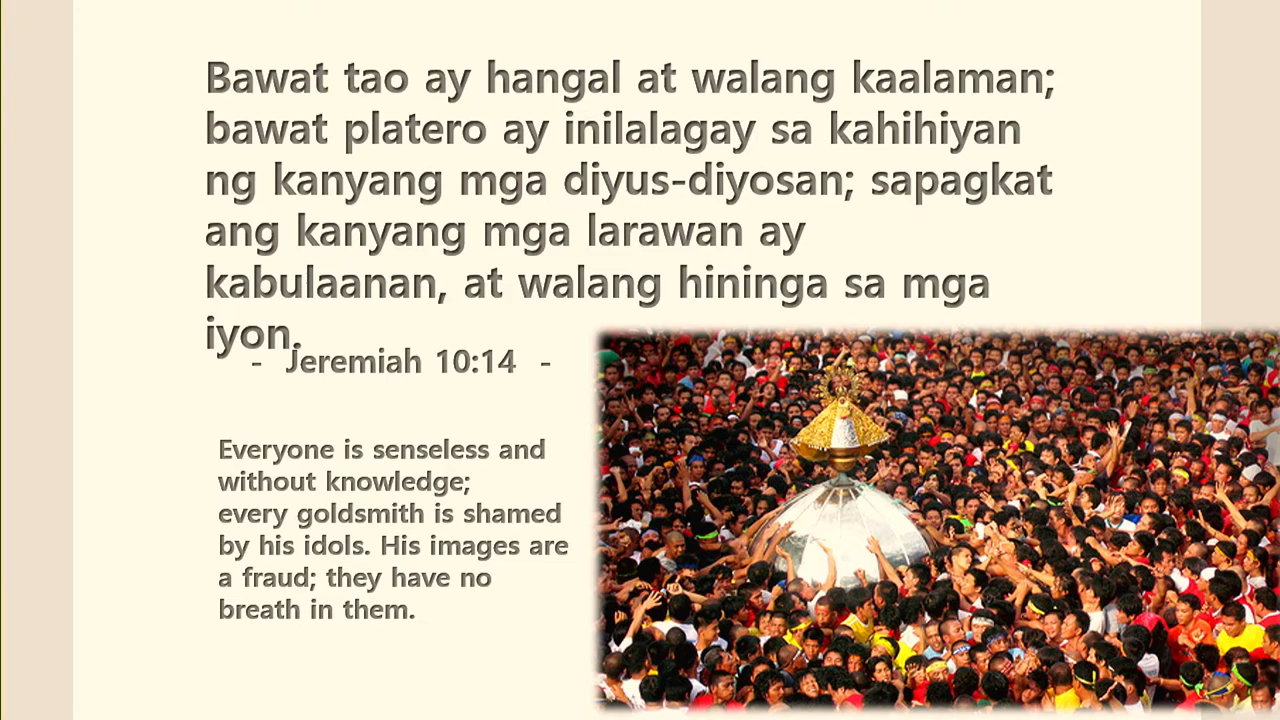 Bawat tao ay hangal at walang kaalaman;
bawat platero ay inilalagay sa kahihiyan
ng kanyang mga diyus-diyosan; sapagkat
ang kanyang mga larawan ay
kabulaanan, at walang hininga sa mga
iyon.
- Jeremiah 10:14 -
Everyone is senseless and
without knowledge;
every goldsmith is shamed
by his idols. His images are
a fraud; they have no
breath in them.